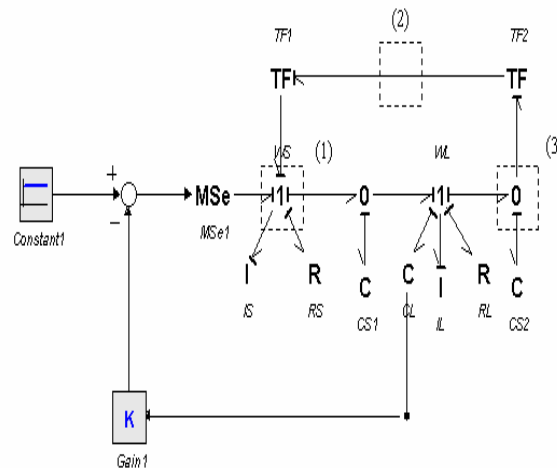 TF1 (2) TF2
TF TF
WS (1) WL (3)
+
MSe 1 0 1 0
−
Constant1 MSe1
I R C C I R C
IS RS CS1 CL IL RL CS2
K
Gain1